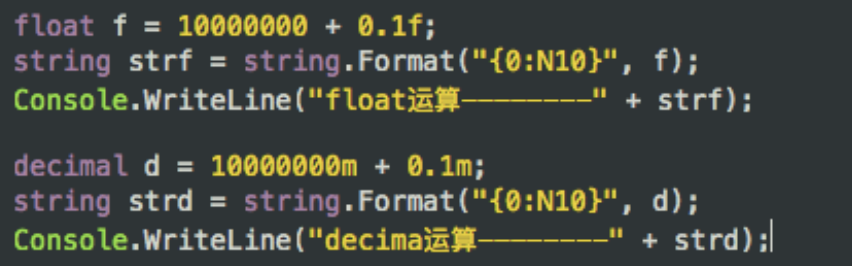 float f = 10000000 + 0.1f;
string strf = string.Format("{0:N10}", f);
Console.WriteLine("float运算————————" + strf);
decimal d = 10000000m + 0.1m;
string strd = string.Format("{0:N10}", d);
Console.WriteLine("decima运算————————" + strd);